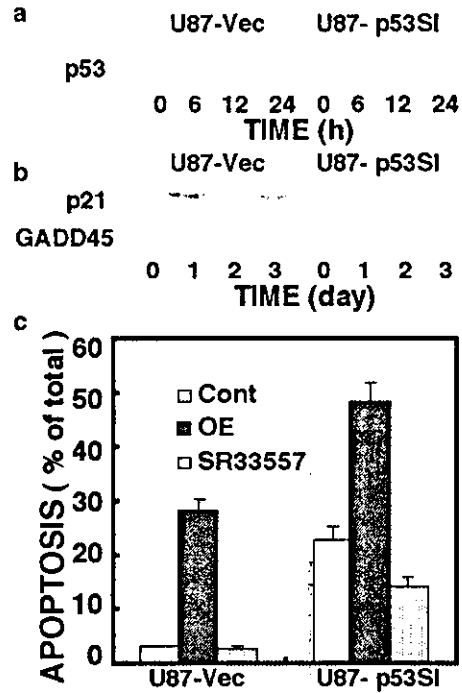 a
U87-Vec U87- p53SI
p53
0 6 12 24 0 6 12 24
TIME (h)
b
U87-Vec U87- p53SI
p21
GADD45
0 1 2 3 0 1 2 3
TIME (day)
c
APOPTOSIS ( % of total)
60
50
40
30
20
10
0
Cont
OE
SR33557
U87-Vec U87- p53SI